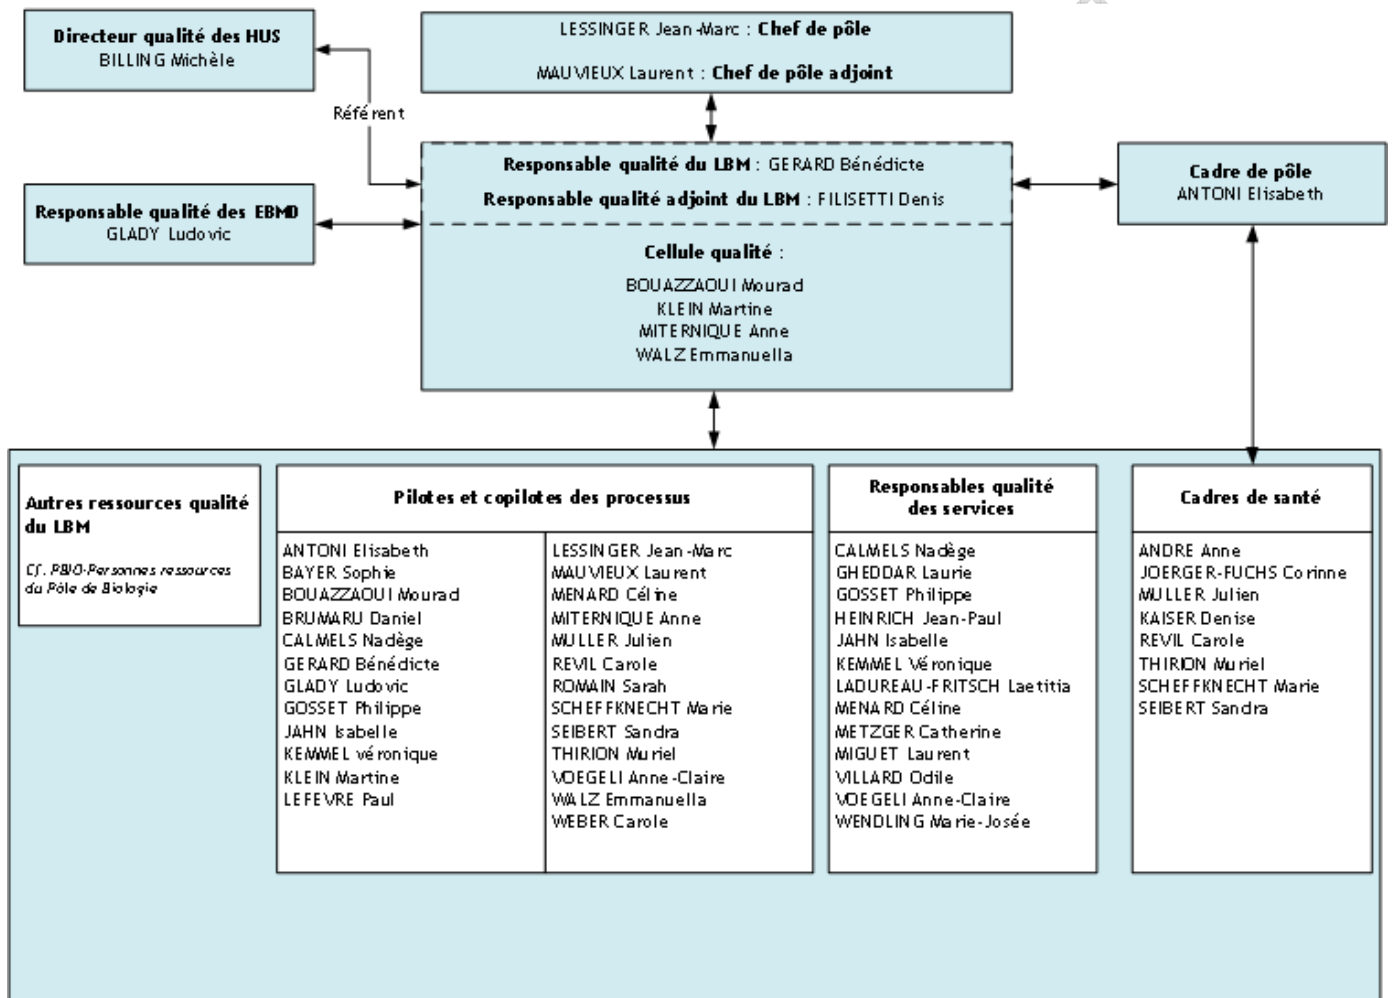 Directeur qualité des HUS
BILLING Michèle
LESSINGER Jean-Marc : Chef de pôle
MAUVIEUX Laurent : Chef de pôle adjoint
Référent
Responsable qualité du LBM : GERARD Bénédicte
Responsable qualité adjoint du LBM : FILISETTI Denis
Cadre de pôle
ANTONI Elisabeth
Responsable qualité des EBMD
GLADY Ludovic
Cellule qualité :
BOUAZZAOUI Mourad
KLEIN Martine
MITERNIQUE Anne
WALZ Emmanuella
Autres ressources qualité
du LBM
Cf. PBIO-Personnes ressources
du Pôle de Biologie
Pilotes et copilotes des processus
ANTONI Elisabeth
BAYER Sophie
BOUAZZAOUI Mourad
BRUMARU Daniel
CALMELS Nadège
GERARD Bénédicte
GLADY Ludovic
GOSSET Philippe
JAHN Isabelle
KEMMEL véronique
KLEIN Martine
LEFEVRE Paul
LESSINGER Jean-Marc
MAUVIEUX Laurent
MENARD Céline
MITERNIQUE Anne
MULLER Julien
REVIL Carole
ROMAIN Sarah
SCHEFFKNECHT Marie
SEIBERT Sandra
THIRION Muriel
VOEGELI Anne-Claire
WALZ Emmanuella
WEBER Carole
Responsables qualité
des services
CALMELS Nadège
GHEDDAR Laurie
GOSSET Philippe
HEINRICH Jean-Paul
JAHN Isabelle
KEMMEL Véronique
LADUREAU-FRITSCH Laetitia
MENARD Céline
METZGER Catherine
MIGUET Laurent
VILLARD Odile
VOEGELI Anne-Claire
WENDLING Marie-Josée
Cadres de santé
ANDRE Anne
JOERGER-FUCHS Corinne
MULLER Julien
KAISER Denise
REVIL Carole
THIRION Muriel
SCHEFFKNECHT Marie
SEIBERT Sandra